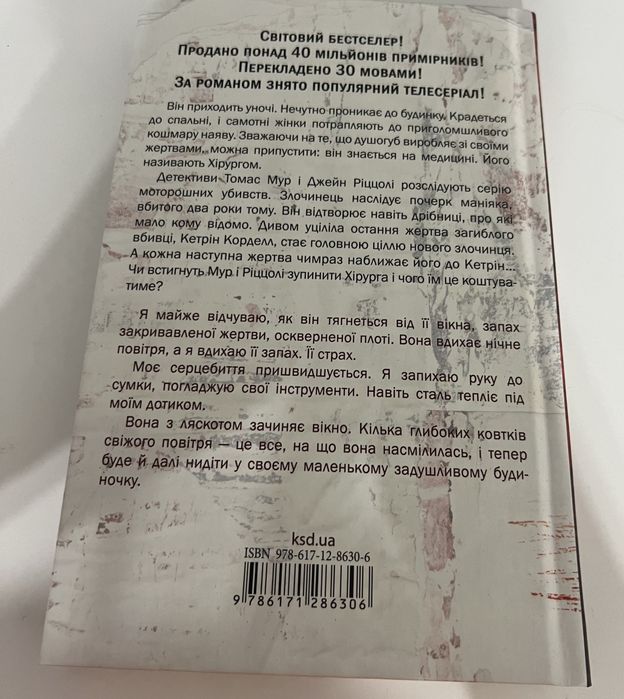 СВІТОВИЙ БЕСТСЕЛЕР!
ПРОДАНО ПОНАД 40 МІЛЬЙОНІВ ПРИМІРНИКІВ!
ПЕРЕКЛАДЕНО 30 МОВАМИ!
ЗА РОМАНОМ ЗНЯТО ПОПУЛЯРНИЙ ТЕЛЕСЕРІАЛ!
Він приходить уночі. Нечутно проникає до будинку. Крадеться
до спальні, і самотні жінки потрапляють до приголомшливого
кошмару наяву. Зважаючи на те, що душогуб виробляє зі своїми
жертвами, можна припустити: він знається на медицині. Його
називають Хірургом.
Детективи Томас Мур і Джейн Ріццолі розслідують серію
моторошних убивств. Злочинець наслідує почерк маніяка,
вбитого два роки тому. Він відтворює навіть дрібниці, про які
мало кому відомо. Дивом уціліла остання жертва загиблого
вбивці, Кетрін Корделл, стає головною ціллю нового злочинця.
А кожна наступна жертва чимраз наближає його до Кетрін...
Чи встигнуть Мур і Ріццолі зупинити Хірурга і чого їм це коштува-
тиме?
Я майже відчуваю, як він тягнеться від її вікна, запах
закривавленої жертви, оскверненої плоті. Вона вдихає нічне
повітря, а я вдихаю її запах. Її страх.
Моє серцебиття пришвидшується. Я запихаю руку до
сумки, погладжую свої інструменти. Навіть сталь тепліє під
моїм дотиком.
Вона з ляскотом зачиняє вікно. Кілька глибоких ковтків
свіжого повітря — це все, на що вона насмілилась, і тепер
буде й далі нидіти у своєму маленькому задушливому буди-
ночку.
ksd.ua
ISBN 978-617-12-8630-6
9 786171 286306